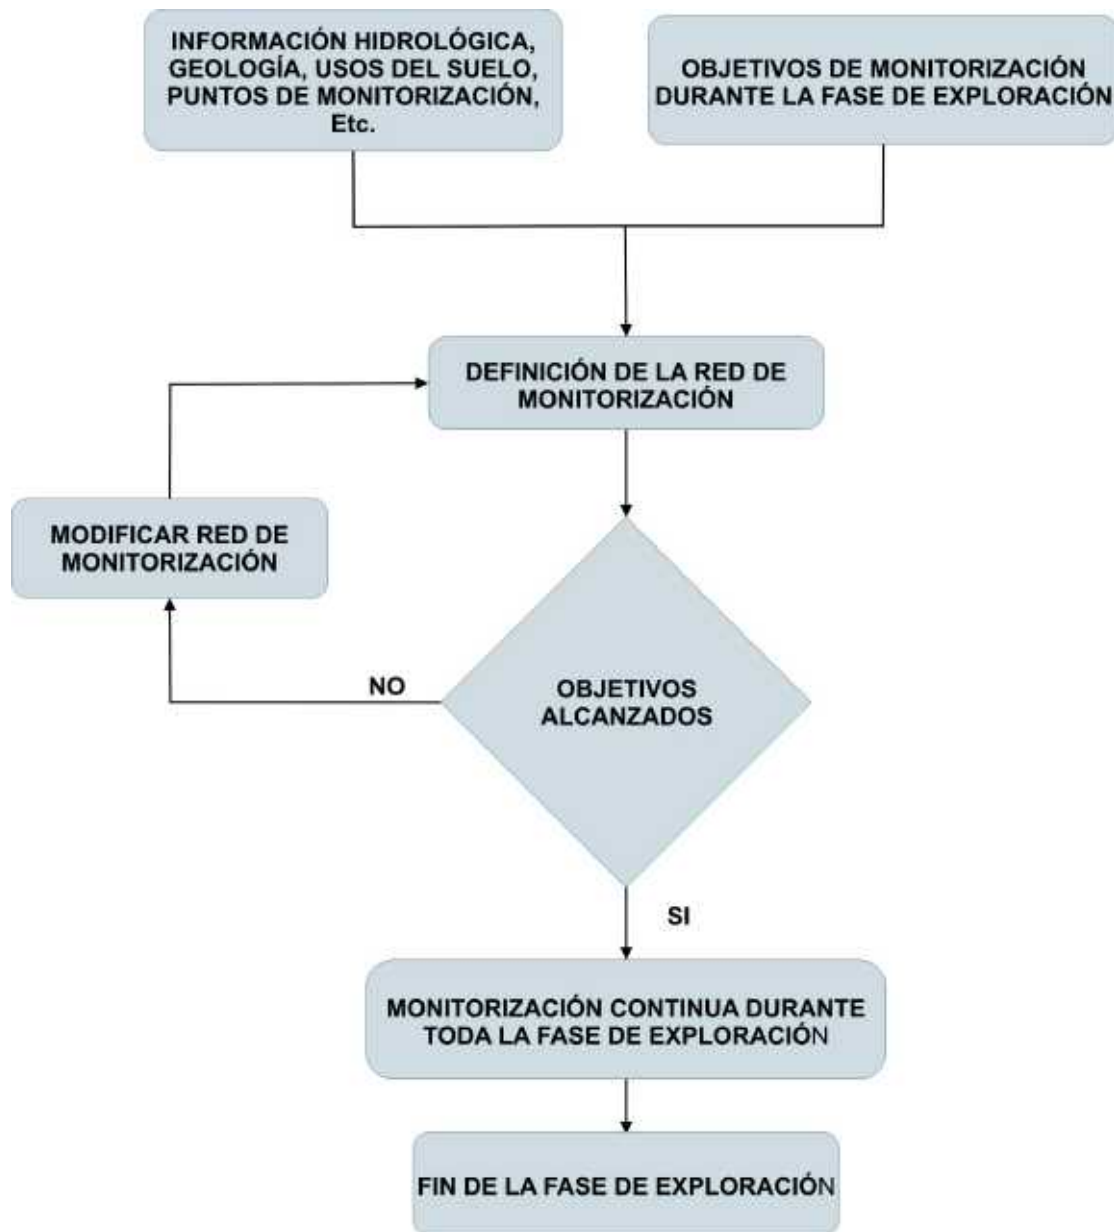 INFORMACIÓN HIDROLÓGICA,
GEOLOGÍA, USOS DEL SUELO,
PUNTOS DE MONITORIZACIÓN,
Etc.
OBJETIVOS DE MONITORIZACIÓN
DURANTE LA FASE DE EXPLORACIÓN
DEFINICIÓN DE LA RED DE
MONITORIZACIÓN
MODIFICAR RED DE
MONITORIZACIÓN
NO
OBJETIVOS
ALCANZADOS
SI
MONITORIZACIÓN CONTINUA DURANTE
TODA LA FASE DE EXPLORACIÓN
FIN DE LA FASE DE EXPLORACIÓN